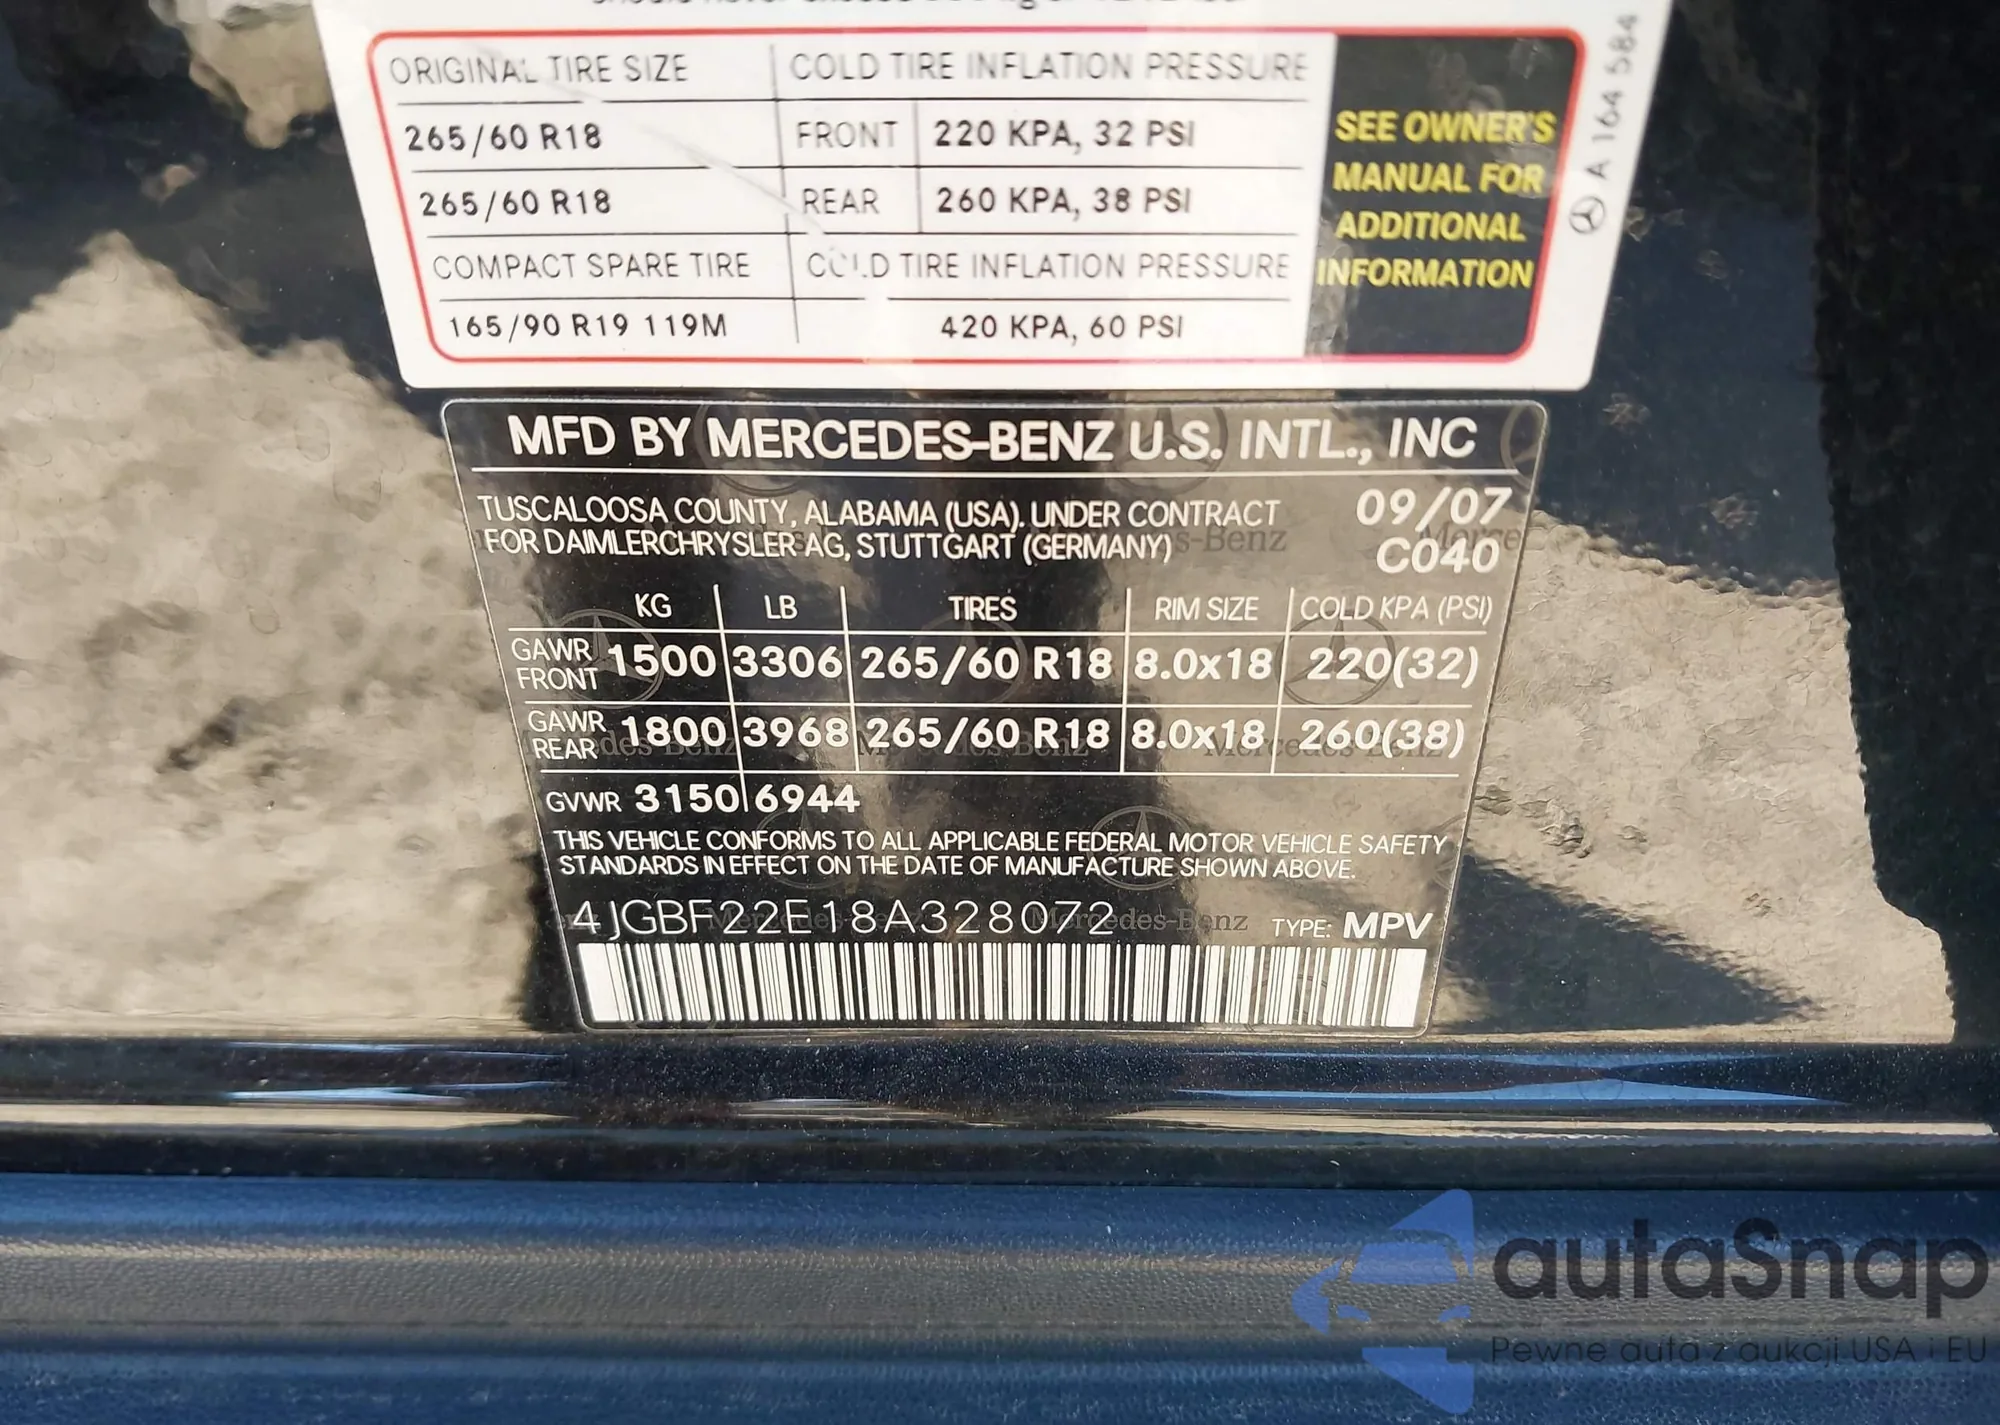 ORIGINAL TIRE SIZE COLD TIRE INFLATION PRESSURE
265/60 R18 FRONT 220 KPA, 32 PSI
265/60 R18 REAR 260 KPA, 38 PSI
COMPACT SPARE TIRE COLD TIRE INFLATION PRESSURE
165/90 R19 119M 420 KPA, 60 PSI
SEE OWNER'S
MANUAL FOR
ADDITIONAL
INFORMATION
A 164 584
MFD BY MERCEDES-BENZ U.S. INTL., INC
TUSCALOOSA COUNTY, ALABAMA (USA). UNDER CONTRACT 09/07
FOR DAIMLERCHRYSLER AG, STUTTGART (GERMANY) C040
KG LB TIRES RIM SIZE COLD KPA (PSI)
GAWR FRONT 1500 3306 265/60 R18 8.0x18 220(32)
GAWR REAR 1800 3968 265/60 R18 8.0x18 260(38)
GVWR 3150 6944
THIS VEHICLE CONFORMS TO ALL APPLICABLE FEDERAL MOTOR VEHICLE SAFETY
STANDARDS IN EFFECT ON THE DATE OF MANUFACTURE SHOWN ABOVE.
4JGBF22E18A328072 TYPE: MPV
autaSnap
Pewne auta z aukcji USA i EU